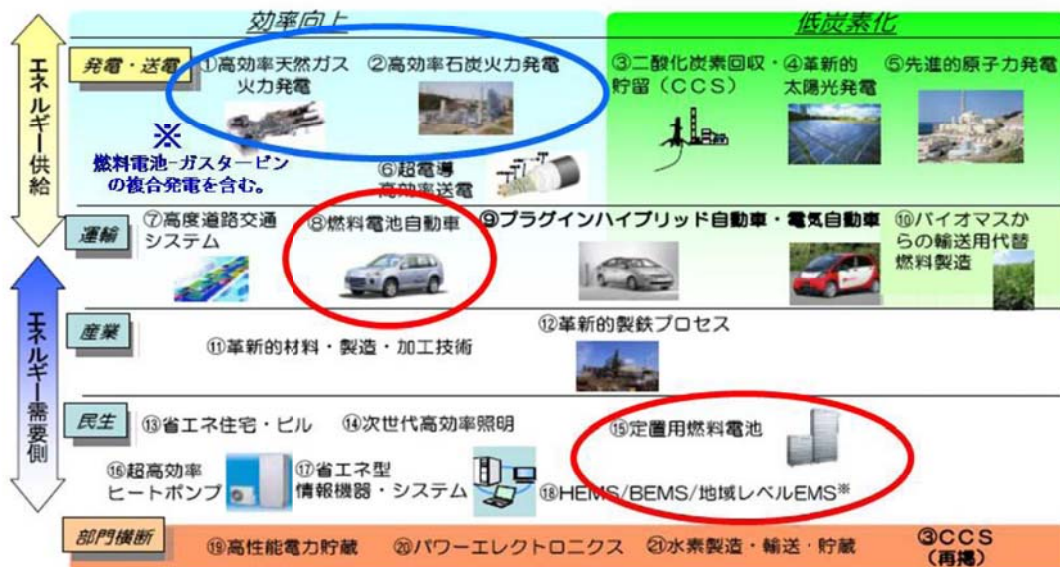 効率向上
低炭素化
エネルギー供給
発電・送電
①高効率天然ガス
火力発電
②高効率石炭火力発電
③二酸化炭素回収・
貯留（CCS）
④革新的
太陽光発電
⑤先進的原子力発電
※
燃料電池-ガスタービン
の複合発電を含む。
⑥超電導
高効率送電
運輸
⑦高度道路交通
システム
⑧燃料電池自動車
⑨プラグインハイブリッド自動車・電気自動車
⑩バイオマスか
らの輸送用代替
燃料製造
エネルギー需要側
産業
⑪革新的材料・製造・加工技術
⑫革新的製鉄プロセス
民生
⑬省エネ住宅・ビル
⑭次世代高効率照明
⑮定置用燃料電池
⑯超高効率
ヒートポンプ
⑰省エネ型
情報機器・システム
⑱HEMS/BEMS/地域レベルEMS※
部門横断
⑲高性能電力貯蔵
⑳パワーエレクトロニクス
㉑水素製造・輸送・貯蔵
③CCS
（再掲）